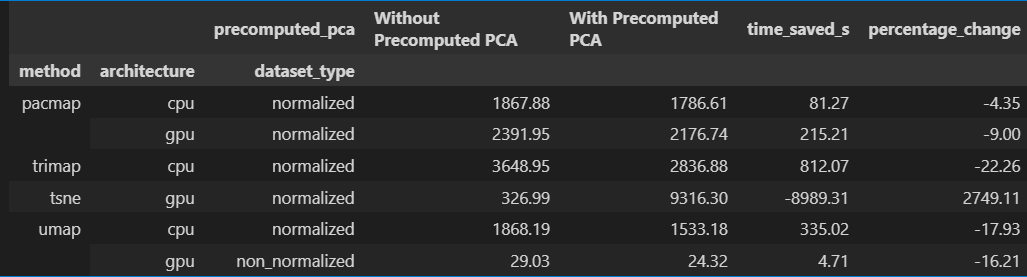 precomputed_pca Without Precomputed PCA With Precomputed PCA time_saved_s percentage_change
method architecture dataset_type
pacmap cpu normalized 1867.88 1786.61 81.27 -4.35
gpu normalized 2391.95 2176.74 215.21 -9.00
trimap cpu normalized 3648.95 2836.88 812.07 -22.26
tsne gpu normalized 326.99 9316.30 -8989.31 2749.11
umap cpu normalized 1868.19 1533.18 335.02 -17.93
gpu non_normalized 29.03 24.32 4.71 -16.21